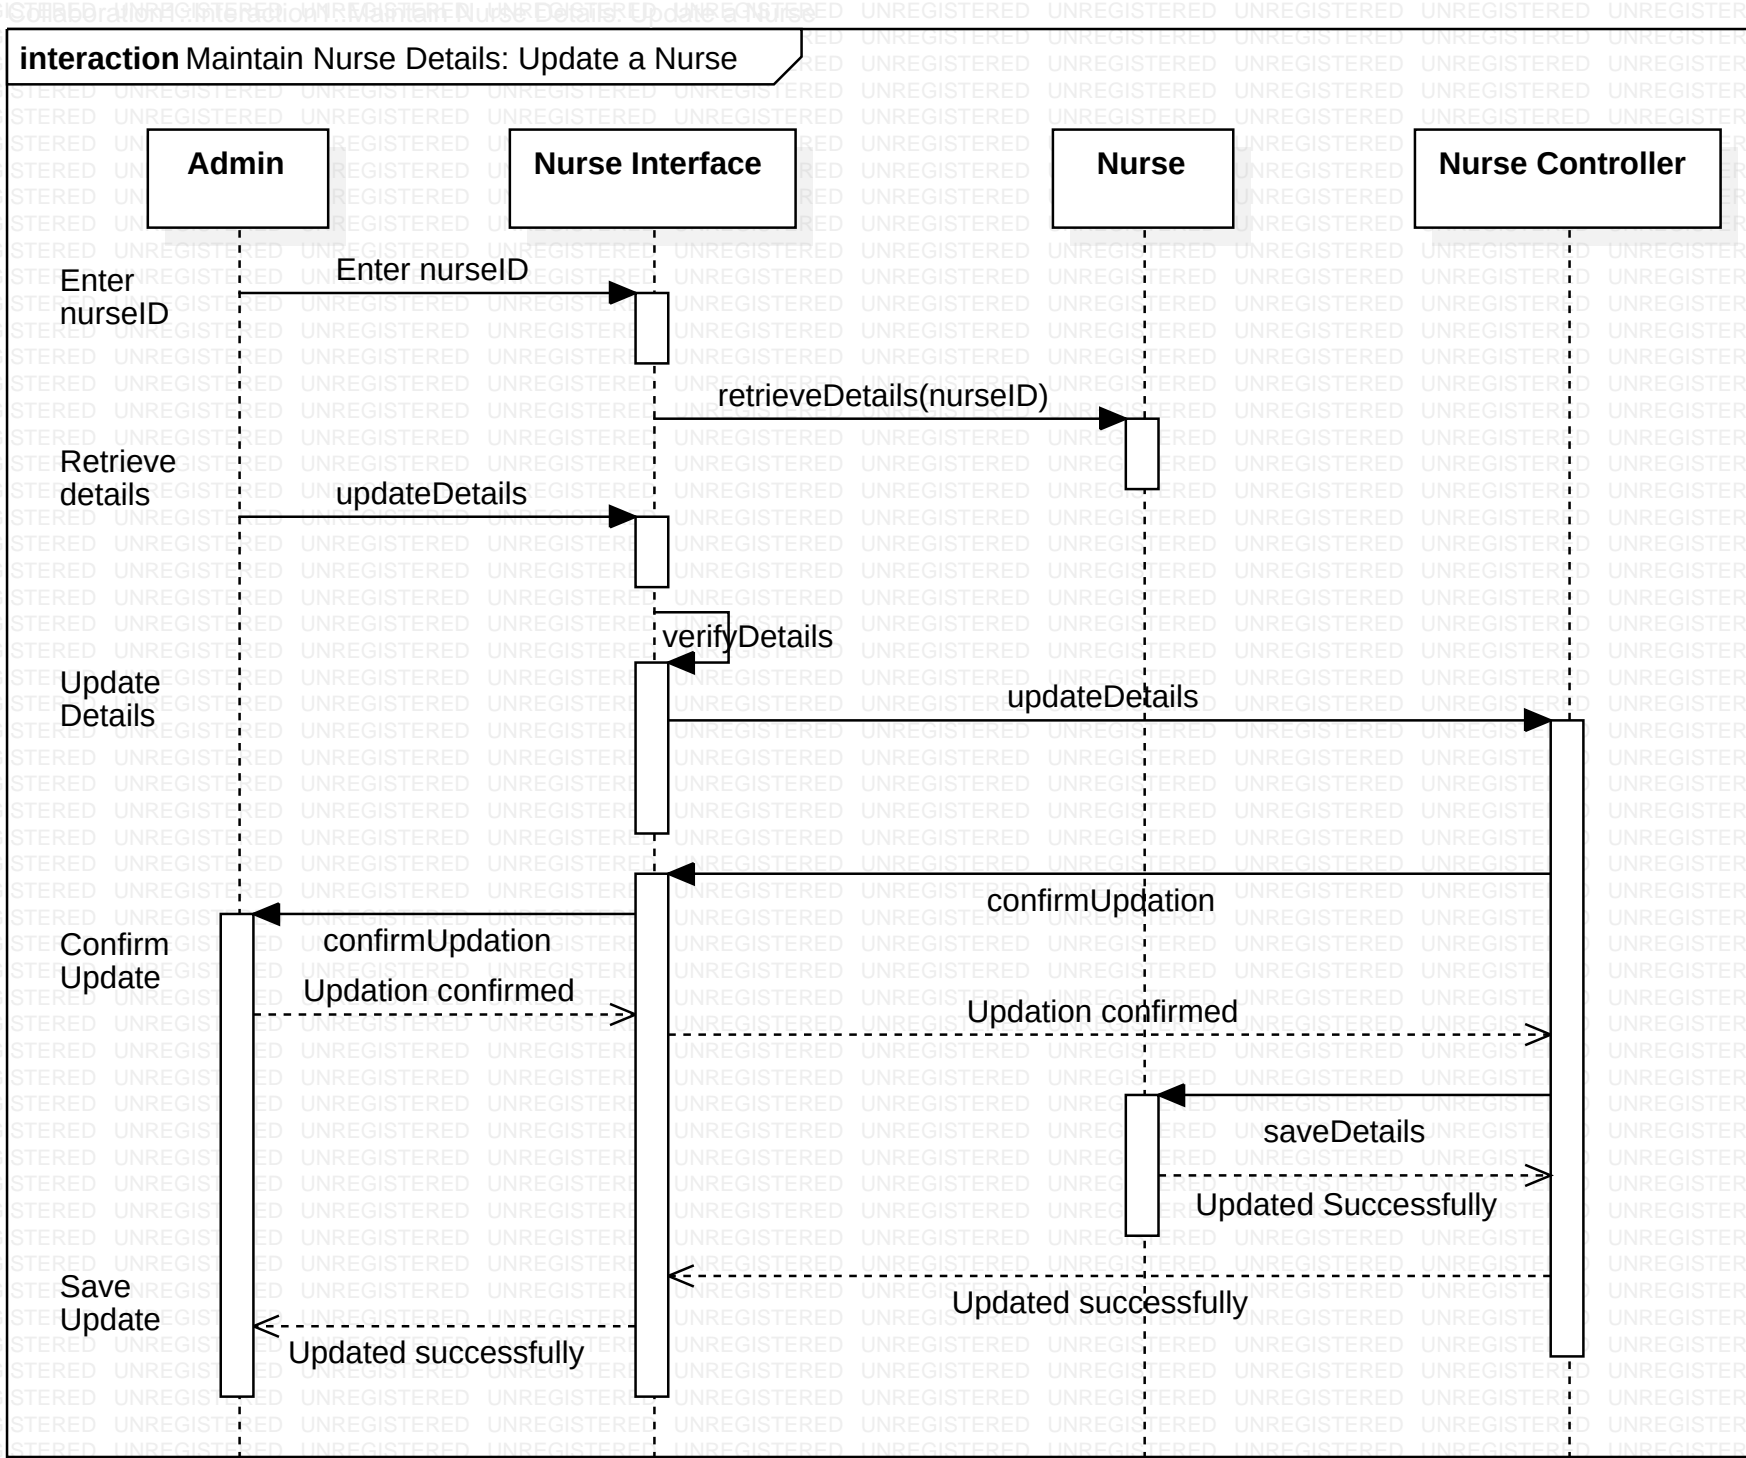 interaction Maintain Nurse Details: Update a Nurse
Admin
Nurse Interface
Nurse
Nurse Controller
Enter
nurseID
Enter nurseID
retrieveDetails(nurseID)
Retrieve
details
updateDetails
verifyDetails
Update
Details
updateDetails
confirmUpdation
confirmUpdation
Confirm
Update
Updation confirmed
Updation confirmed
saveDetails
Updated Successfully
Save
Update
Updated successfully
Updated successfully
UNREGISTERED